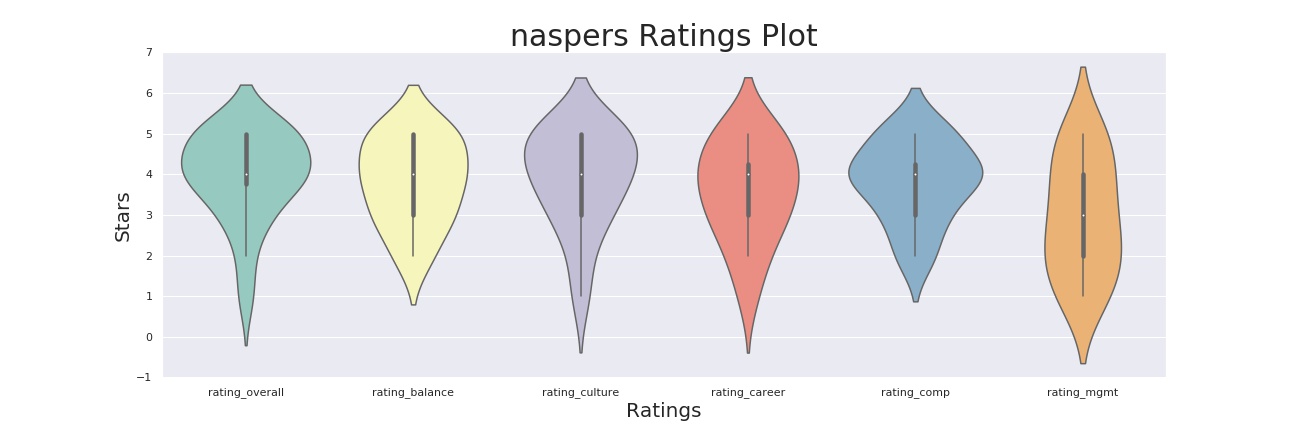 naspers Ratings Plot
7
6
5
4
3
2
1
0
−1
Stars
rating_overall rating_balance rating_culture rating_career rating_comp rating_mgmt
Ratings